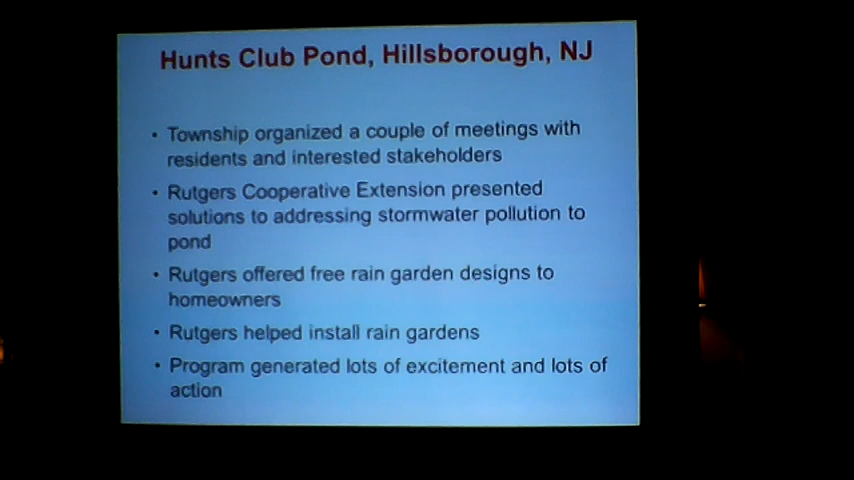 Hunts Club Pond, Hillsborough, NJ
• Township organized a couple of meetings with
residents and interested stakeholders
• Rutgers Cooperative Extension presented
solutions to addressing stormwater pollution to
pond
• Rutgers offered free rain garden designs to
homeowners
• Rutgers helped install rain gardens
• Program generated lots of excitement and lots of
action